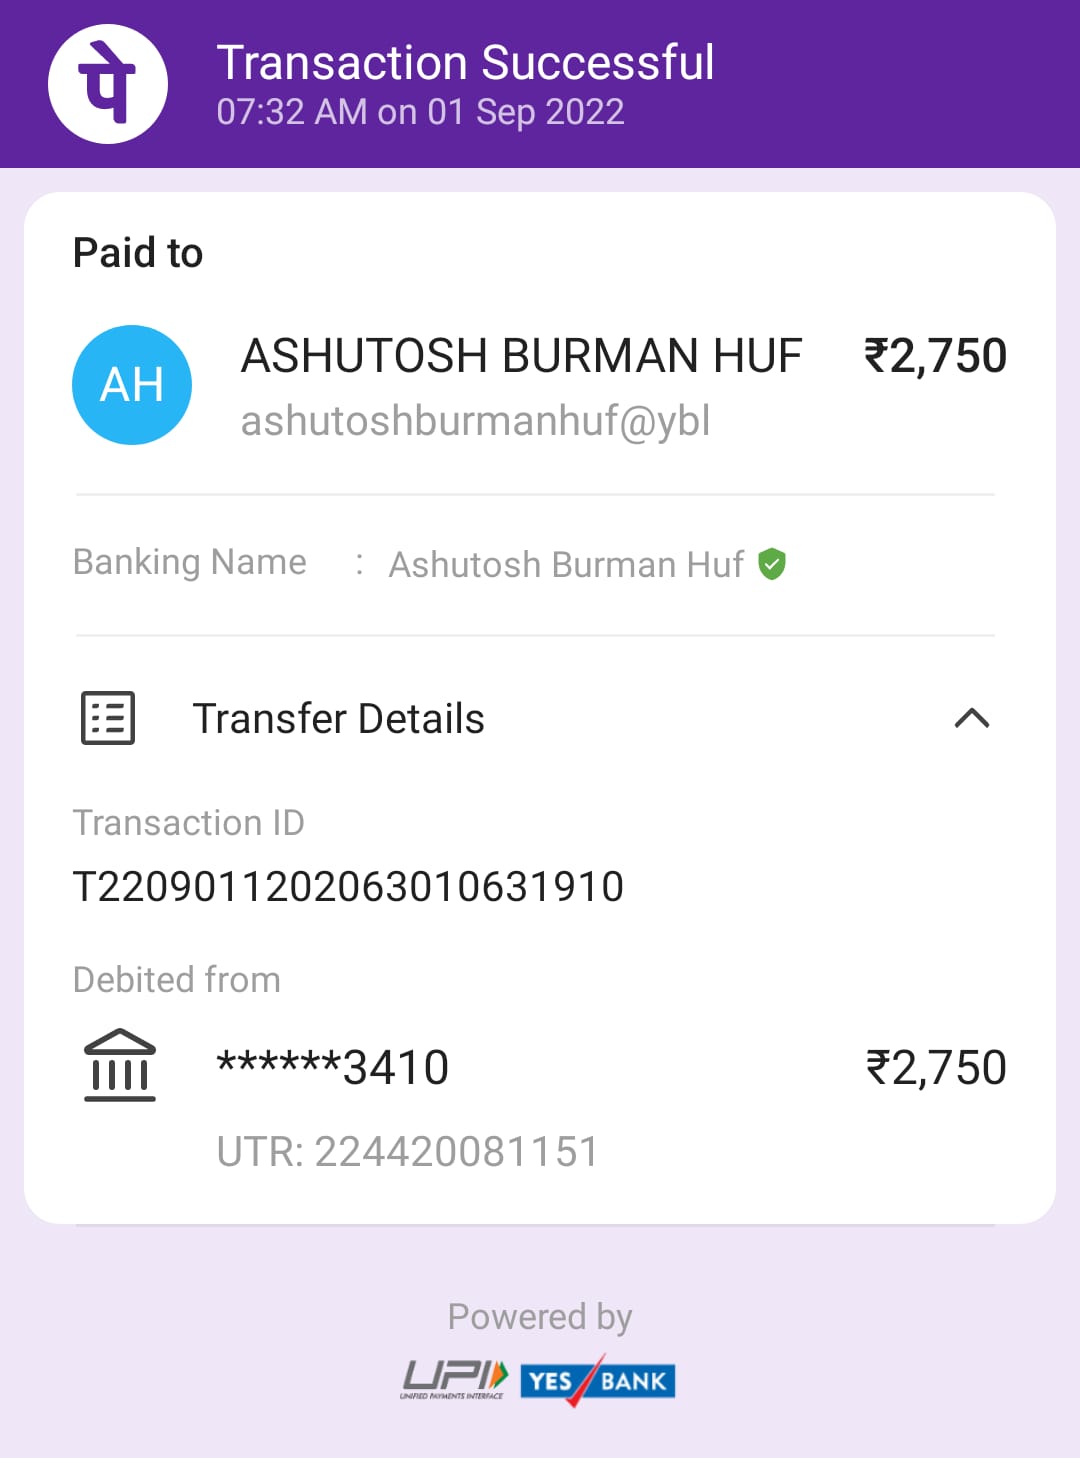 पे
Transaction Successful
07:32 AM on 01 Sep 2022
Paid to
AH
ASHUTOSH BURMAN HUF ₹2,750
ashutoshburmanhuf@ybl
Banking Name : Ashutosh Burman Huf
Transfer Details
Transaction ID
T2209011202063010631910
Debited from
******3410 ₹2,750
UTR: 224420081151
Powered by
UPI YES BANK
UNIFIED PAYMENTS INTERFACE